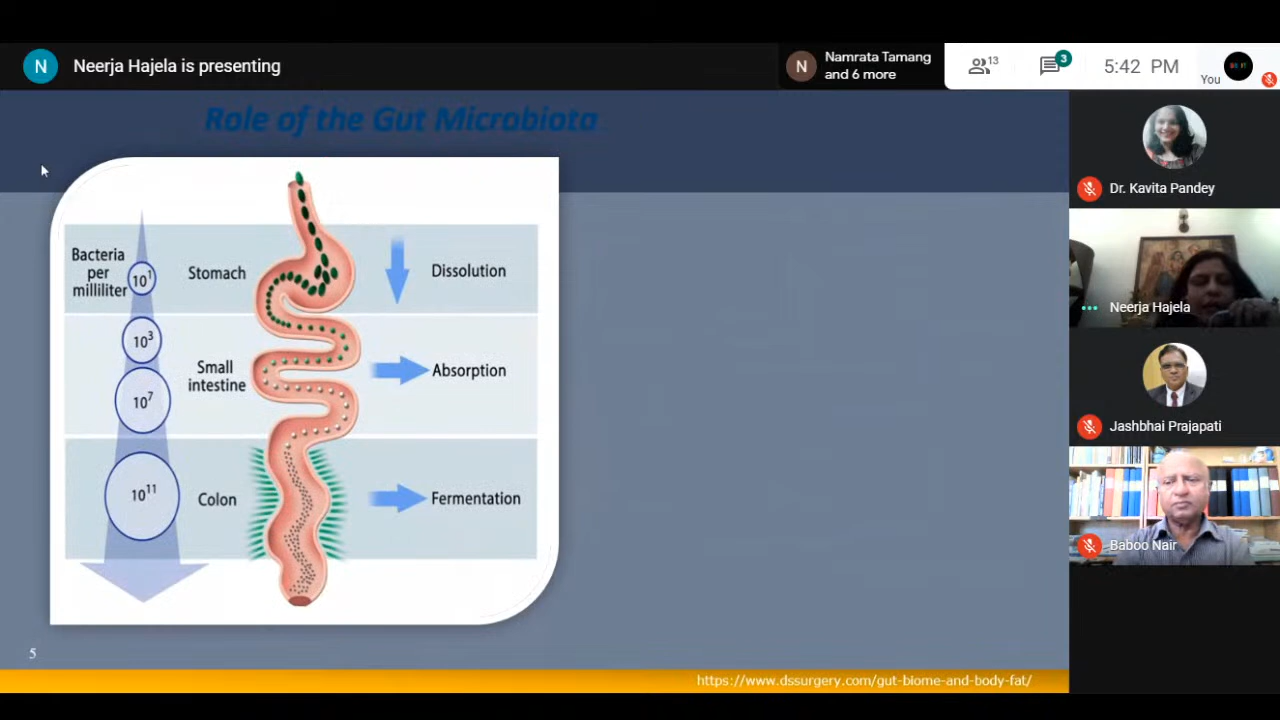 N
Neerja Hajela is presenting
N
Namrata Tamang
and 6 more
13
3
5:42 PM
You
Role of the Gut Microbiota
Bacteria
per
milliliter
10¹
Stomach
Dissolution
10³
10⁷
Small
intestine
Absorption
10¹¹
Colon
Fermentation
5
https://www.dssurgery.com/gut-biome-and-body-fat/
Dr. Kavita Pandey
Neerja Hajela
Jashbhai Prajapati
Baboo Nair